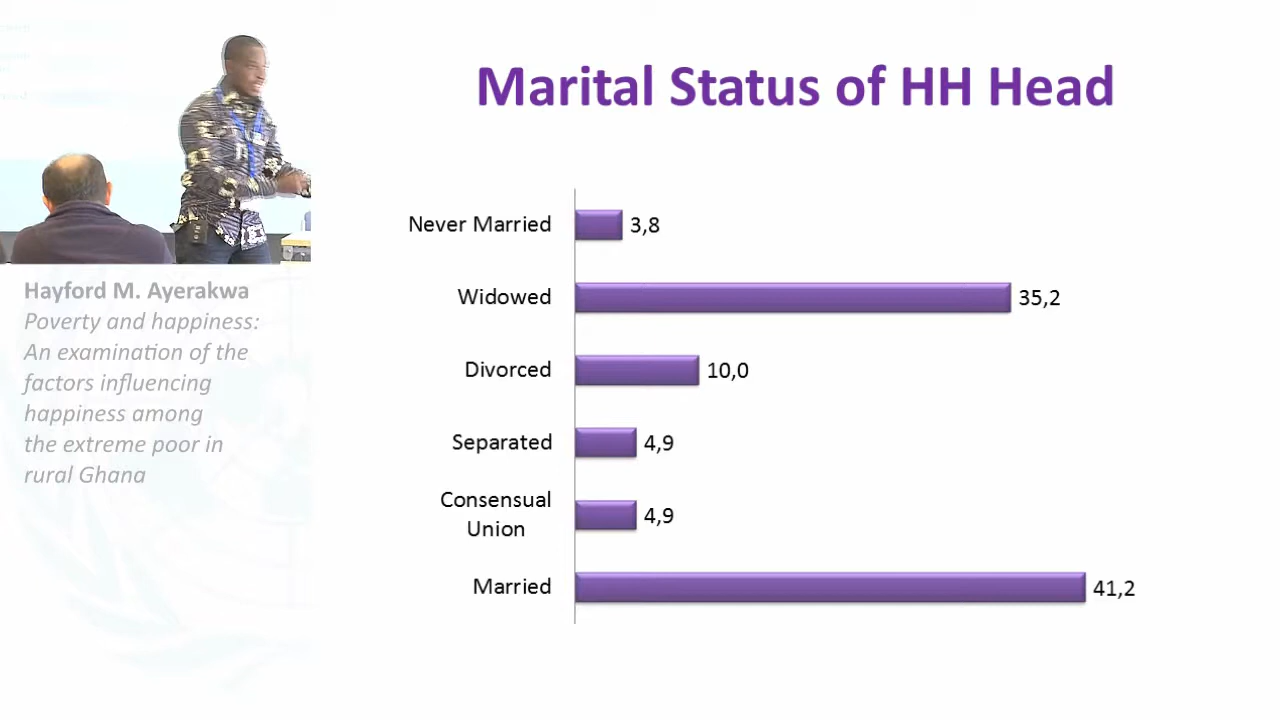 Marital Status of HH Head
Never Married 3,8
Widowed 35,2
Divorced 10,0
Separated 4,9
Consensual
Union 4,9
Married 41,2
Hayford M. Ayerakwa
Poverty and happiness:
An examination of the
factors influencing
happiness among
the extreme poor in
rural Ghana